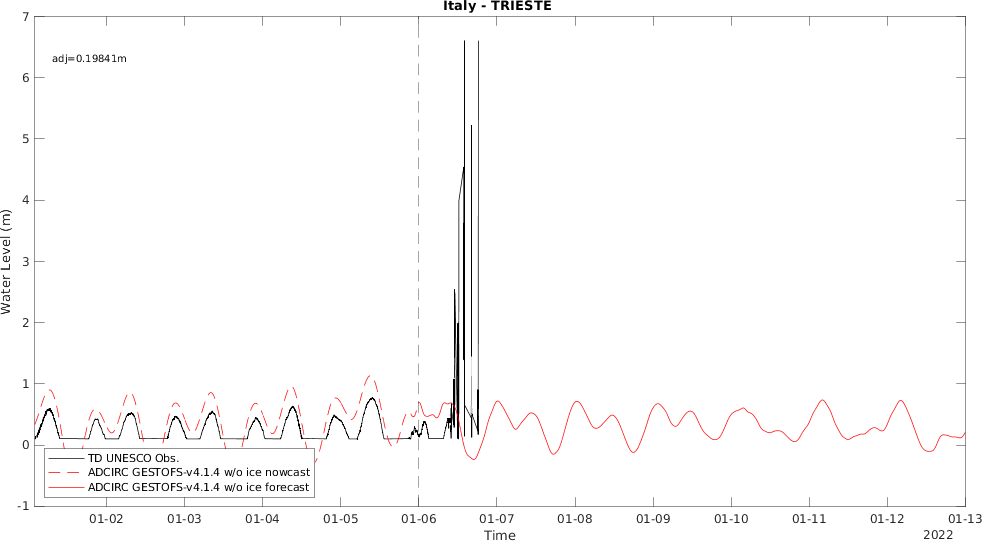 Italy - TRIESTE
adj=0.19841m
Water Level (m)
7
6
5
4
3
2
1
0
-1
TD UNESCO Obs.
ADCIRC GESTOFS-v4.1.4 w/o ice nowcast
ADCIRC GESTOFS-v4.1.4 w/o ice forecast
01-02 01-03 01-04 01-05 01-06 01-07 01-08 01-09 01-10 01-11 01-12 01-13
Time
2022